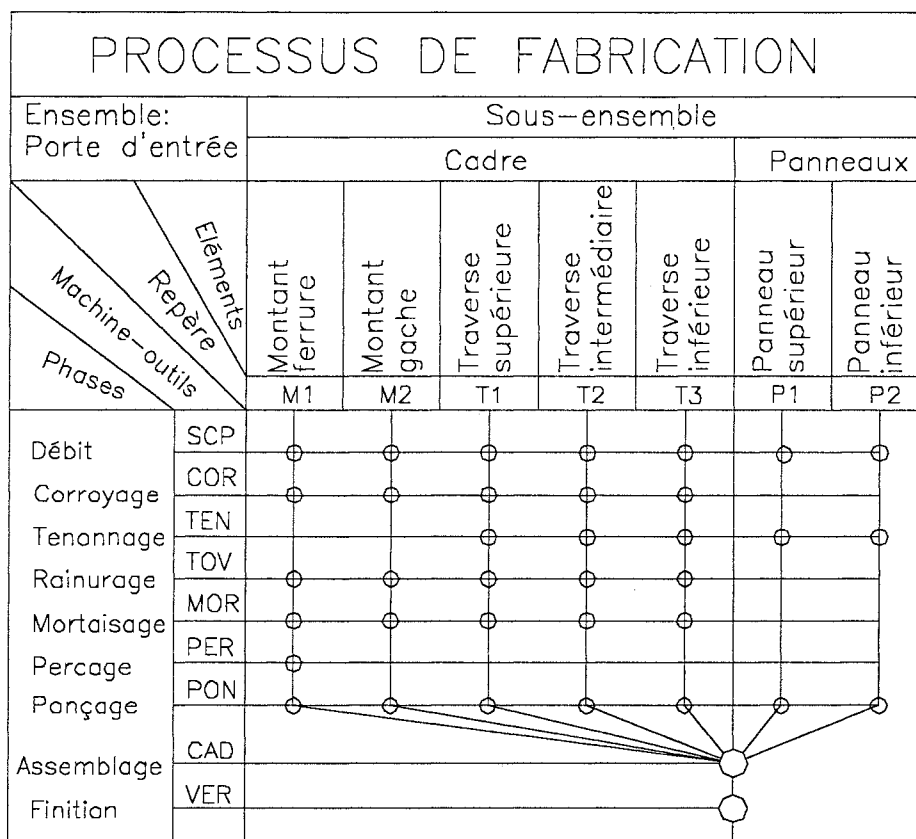 PROCESSUS DE FABRICATION
Ensemble:
Porte d'entrée
Sous-ensemble
Cadre
Panneaux
Eléments
Repère
Machine-outils
Phases
Montant
ferrure
Montant
gache
Traverse
supérieure
Traverse
intermédiaire
Traverse
inférieure
Panneau
supérieur
Panneau
inférieur
M1 M2 T1 T2 T3 P1 P2
Débit SCP
Corroyage COR
Tenonnage TEN
Rainurage TOV
Mortaisage MOR
Percage PER
Ponçage PON
Assemblage CAD
Finition VER